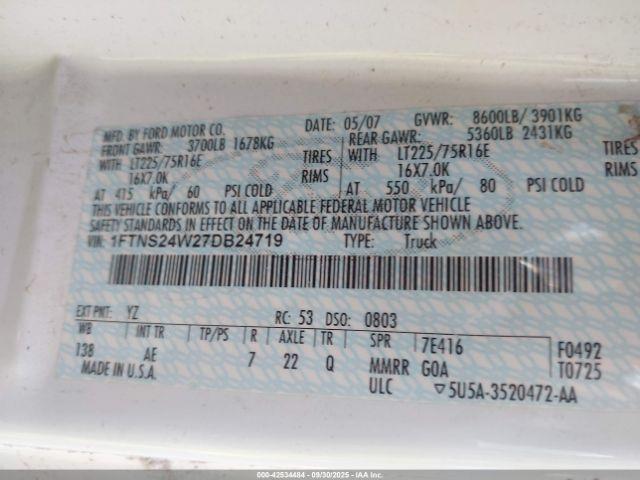 MFD. BY FORD MOTOR CO. DATE: 05/07 GVWR: 8600LB/ 3901KG
FRONT GAWR: 3700LB 1678KG REAR GAWR: 5360LB 2431KG
WITH LT225/75R16E TIRES WITH LT225/75R16E TIRES
16X7.0K RIMS 16X7.0K RIMS
AT 415 kPa/ 60 PSI COLD AT 550 kPa/ 80 PSI COLD
THIS VEHICLE CONFORMS TO ALL APPLICABLE FEDERAL MOTOR VEHICLE
SAFETY STANDARDS IN EFFECT ON THE DATE OF MANUFACTURE SHOWN ABOVE.
VIN: 1FTNS24W27DB24719 TYPE: Truck
EXT PNT: YZ RC: 53 DSO: 0803
WB INT TR TP/PS R AXLE TR SPR 7E416 F0492
138 AE 7 22 Q MMRR GOA T0725
MADE IN U.S.A. ULC ▽5U5A-3520472-AA
000-42534484 - 09/30/2025 - IAAI.COM